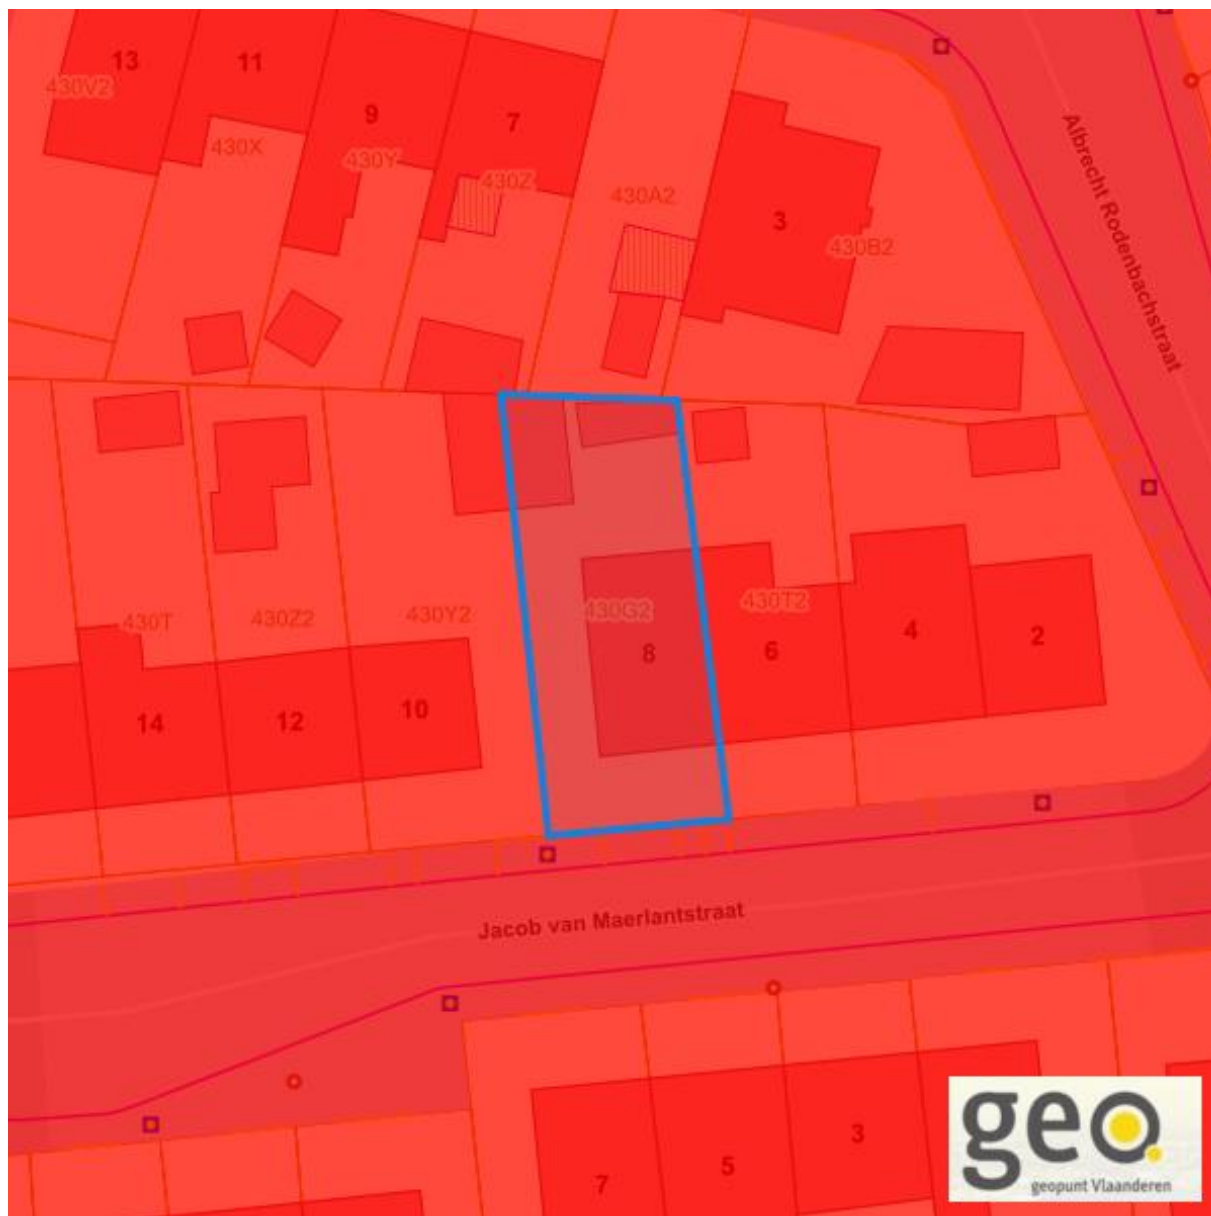 13
11
430V2
9
7
430X
430Y
430Z
430A2
3
430B2
Albrecht Rodenbachstraat
430T
430Z2
430Y2
430G2
430T2
14
12
10
8
6
4
2
Jacob van Maerlantstraat
7
5
3
geo
geopunt Vlaanderen